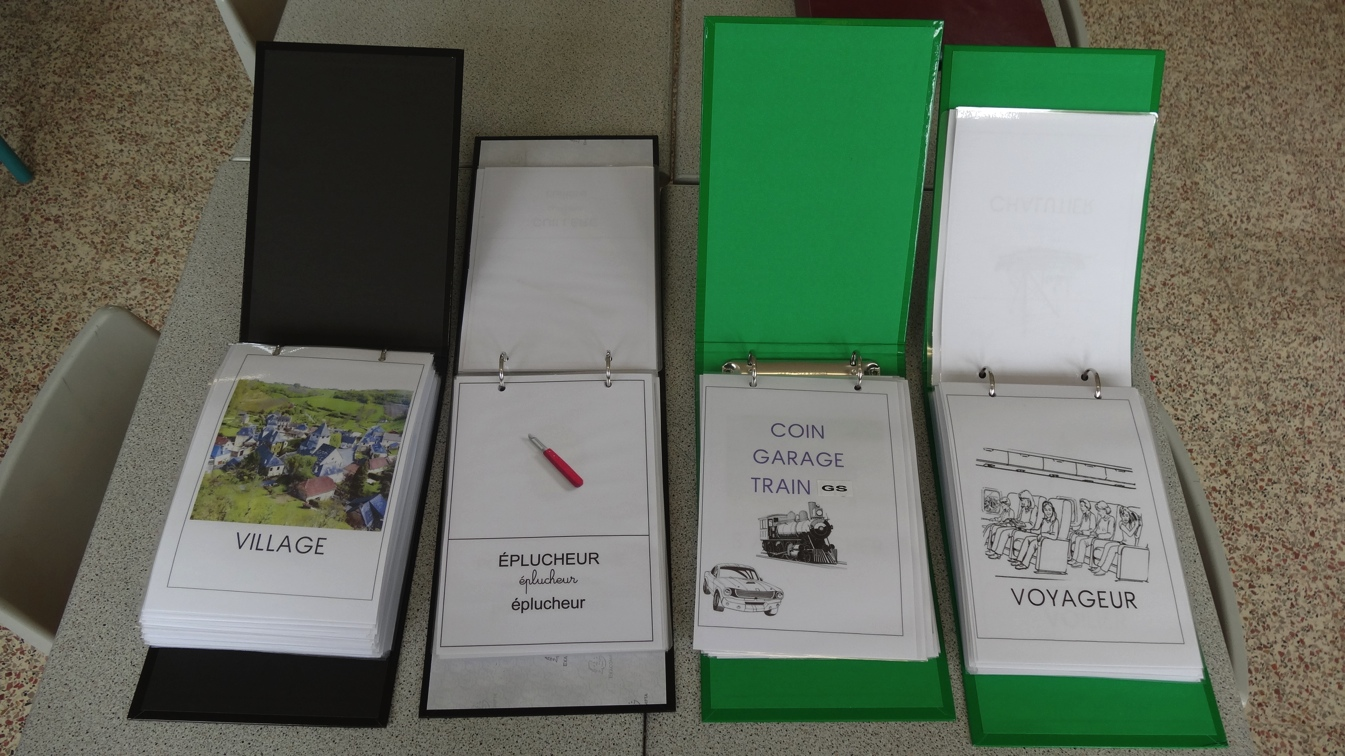 VILLAGE
ÉPLUCHEUR
éplucheur
éplucheur
COIN
GARAGE
TRAIN GS
VOYAGEUR